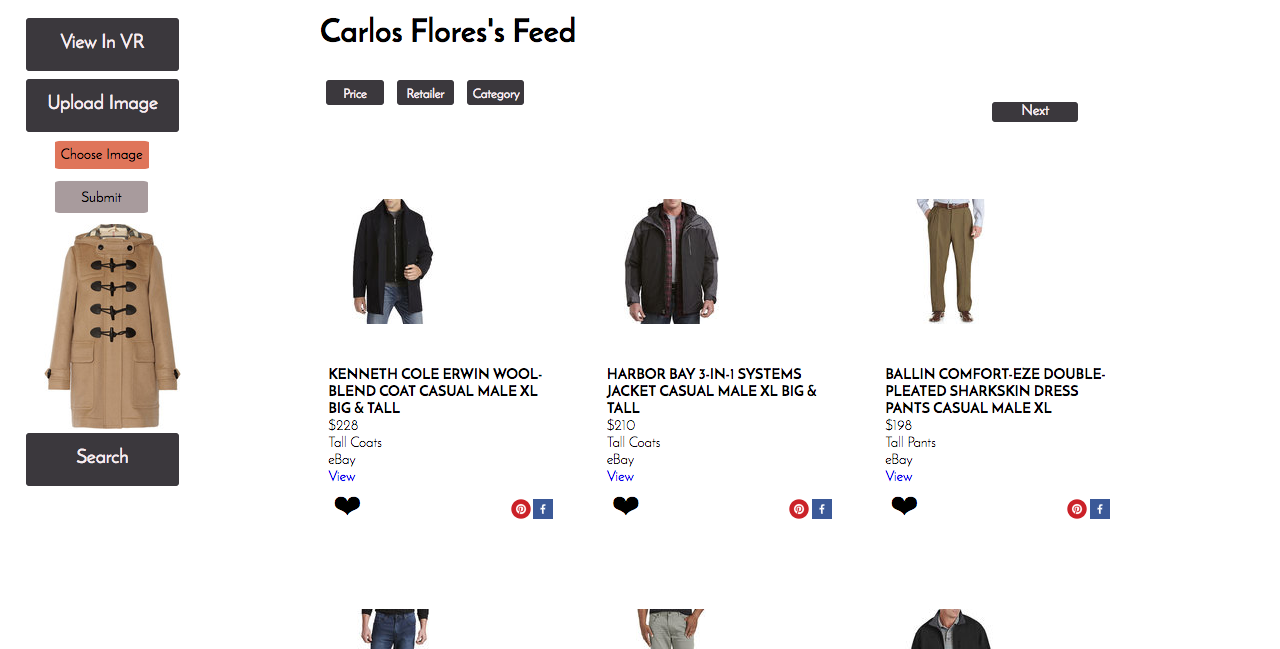 View In VR
Upload Image
Choose Image
Submit
Search
Carlos Flores's Feed
Price
Retailer
Category
Next
KENNETH COLE ERWIN WOOL-
BLEND COAT CASUAL MALE XL
BIG & TALL
$228
Tall Coats
eBay
View
HARBOR BAY 3-IN-1 SYSTEMS
JACKET CASUAL MALE XL BIG &
TALL
$210
Tall Coats
eBay
View
BALLIN COMFORT-EZE DOUBLE-
PLEATED SHARKSKIN DRESS
PANTS CASUAL MALE XL
$198
Tall Pants
eBay
View